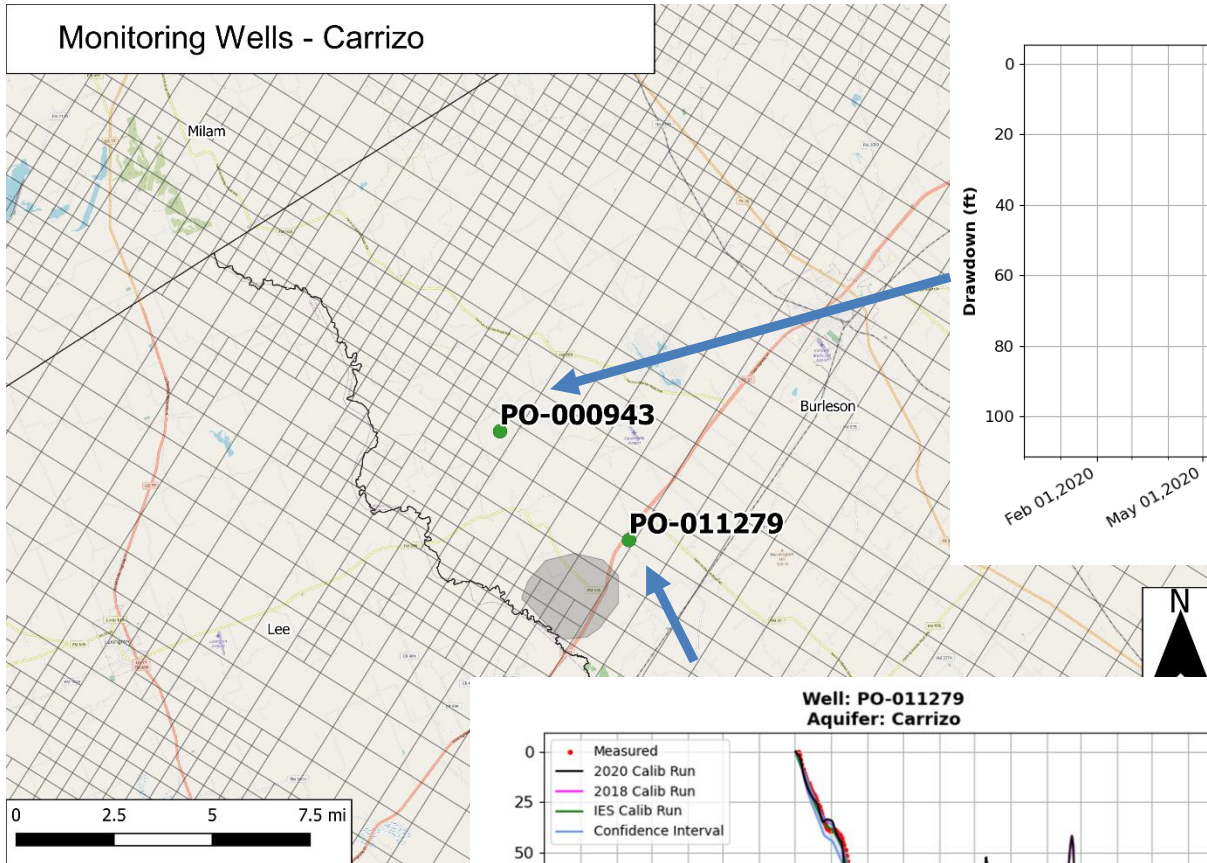 Monitoring Wells - Carrizo
Milam
Burleson
PO-000943
PO-011279
Lee
N
0 2.5 5 7.5 mi
0
20
40
60
80
100
Drawdown (ft)
Feb 01,2020
May 01,2020
Well: PO-011279
Aquifer: Carrizo
0
25
50
Measured
2020 Calib Run
2018 Calib Run
IES Calib Run
Confidence Interval